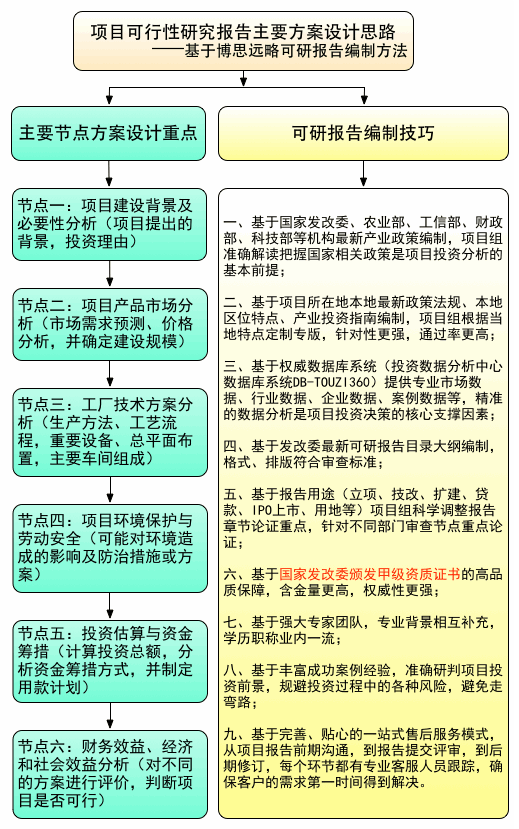 项目可行性研究报告主要方案设计思路
——基于博思远略可研报告编制方法
主要节点方案设计重点
节点一：项目建设背景及
必要性分析（项目提出的
背景，投资理由）
节点二：项目产品市场分
析（市场需求预测、价格
分析，并确定建设规模）
节点三：工厂技术方案分
析（生产方法、工艺流
程，重要设备、总平面布
置，主要车间组成）
节点四：项目环境保护与
劳动安全（可能对环境造
成的影响及防治措施或方
案）
节点五：投资估算与资金
筹措（计算投资总额，分
析资金筹措方式，并制定
用款计划）
节点六：财务效益、经济
和社会效益分析（对不同
的方案进行评价，判断项
目是否可行）
可研报告编制技巧
一、基于国家发改委、农业部、工信部、财政
部、科技部等机构最新产业政策编制，项目组
准确解读把握国家相关政策是项目投资分析的
基本前提；
二、基于项目所在地本地最新政策法规、本地
区位特点、产业投资指南编制，项目组根据当
地特点定制专版，针对性更强，通过率更高；
三、基于权威数据库系统（投资数据分析中心
数据库系统DB-TOUZI360）提供专业市场数
据、行业数据、企业数据、案例数据等，精准
的数据分析是项目投资决策的核心支撑因素；
四、基于发改委最新可研报告目录大纲编制，
格式、排版符合审查标准；
五、基于报告用途（立项、技改、扩建、贷
款、IPO上市、用地等）项目组科学调整报告
章节论证重点，针对不同部门审查节点重点论
证；
六、基于国家发改委颁发甲级资质证书的高品
质保障，含金量更高，权威性更强；
七、基于强大专家团队，专业背景相互补充，
学历职称业内一流；
八、基于丰富成功案例经验，准确研判项目投
资前景，规避投资过程中的各种风险，避免走
弯路；
九、基于完善、贴心的一站式售后服务模式，
从项目报告前期沟通，到报告提交评审，到后
期修订，每个环节都有专业客服人员跟踪，确
保客户的需求第一时间得到解决。